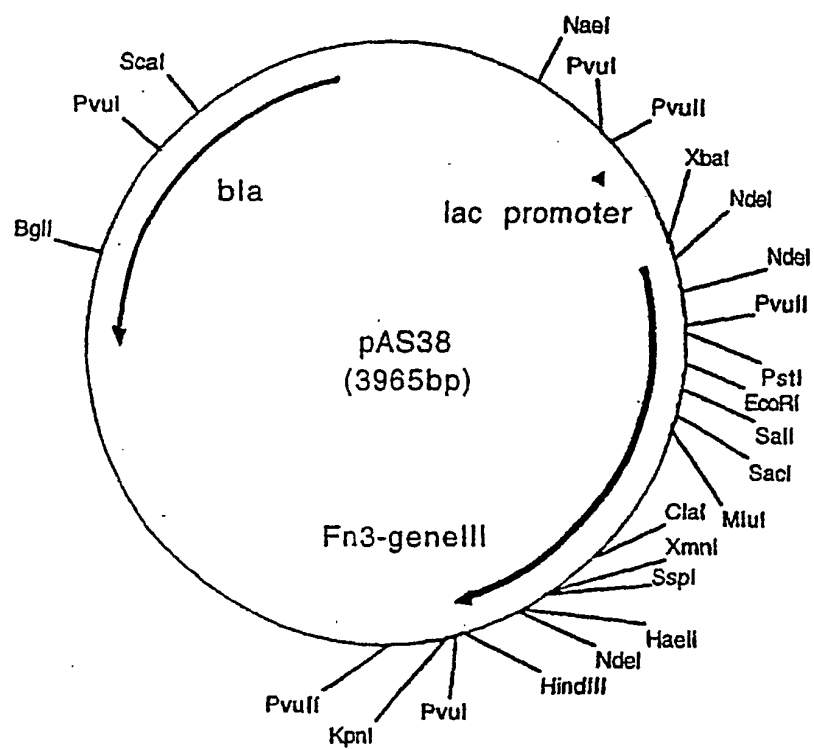 NaeI
ScaI
PvuI
PvuI
PvuII
XbaI
bla
NdeI
lac promoter
BglI
NdeI
PvuII
pAS38
(3965bp)
PstI
EcoRI
SalI
SacI
ClaI
MluI
Fn3-geneIII
XmnI
SspI
HaeII
NdeI
HindIII
PvuII
PvuI
KpnI